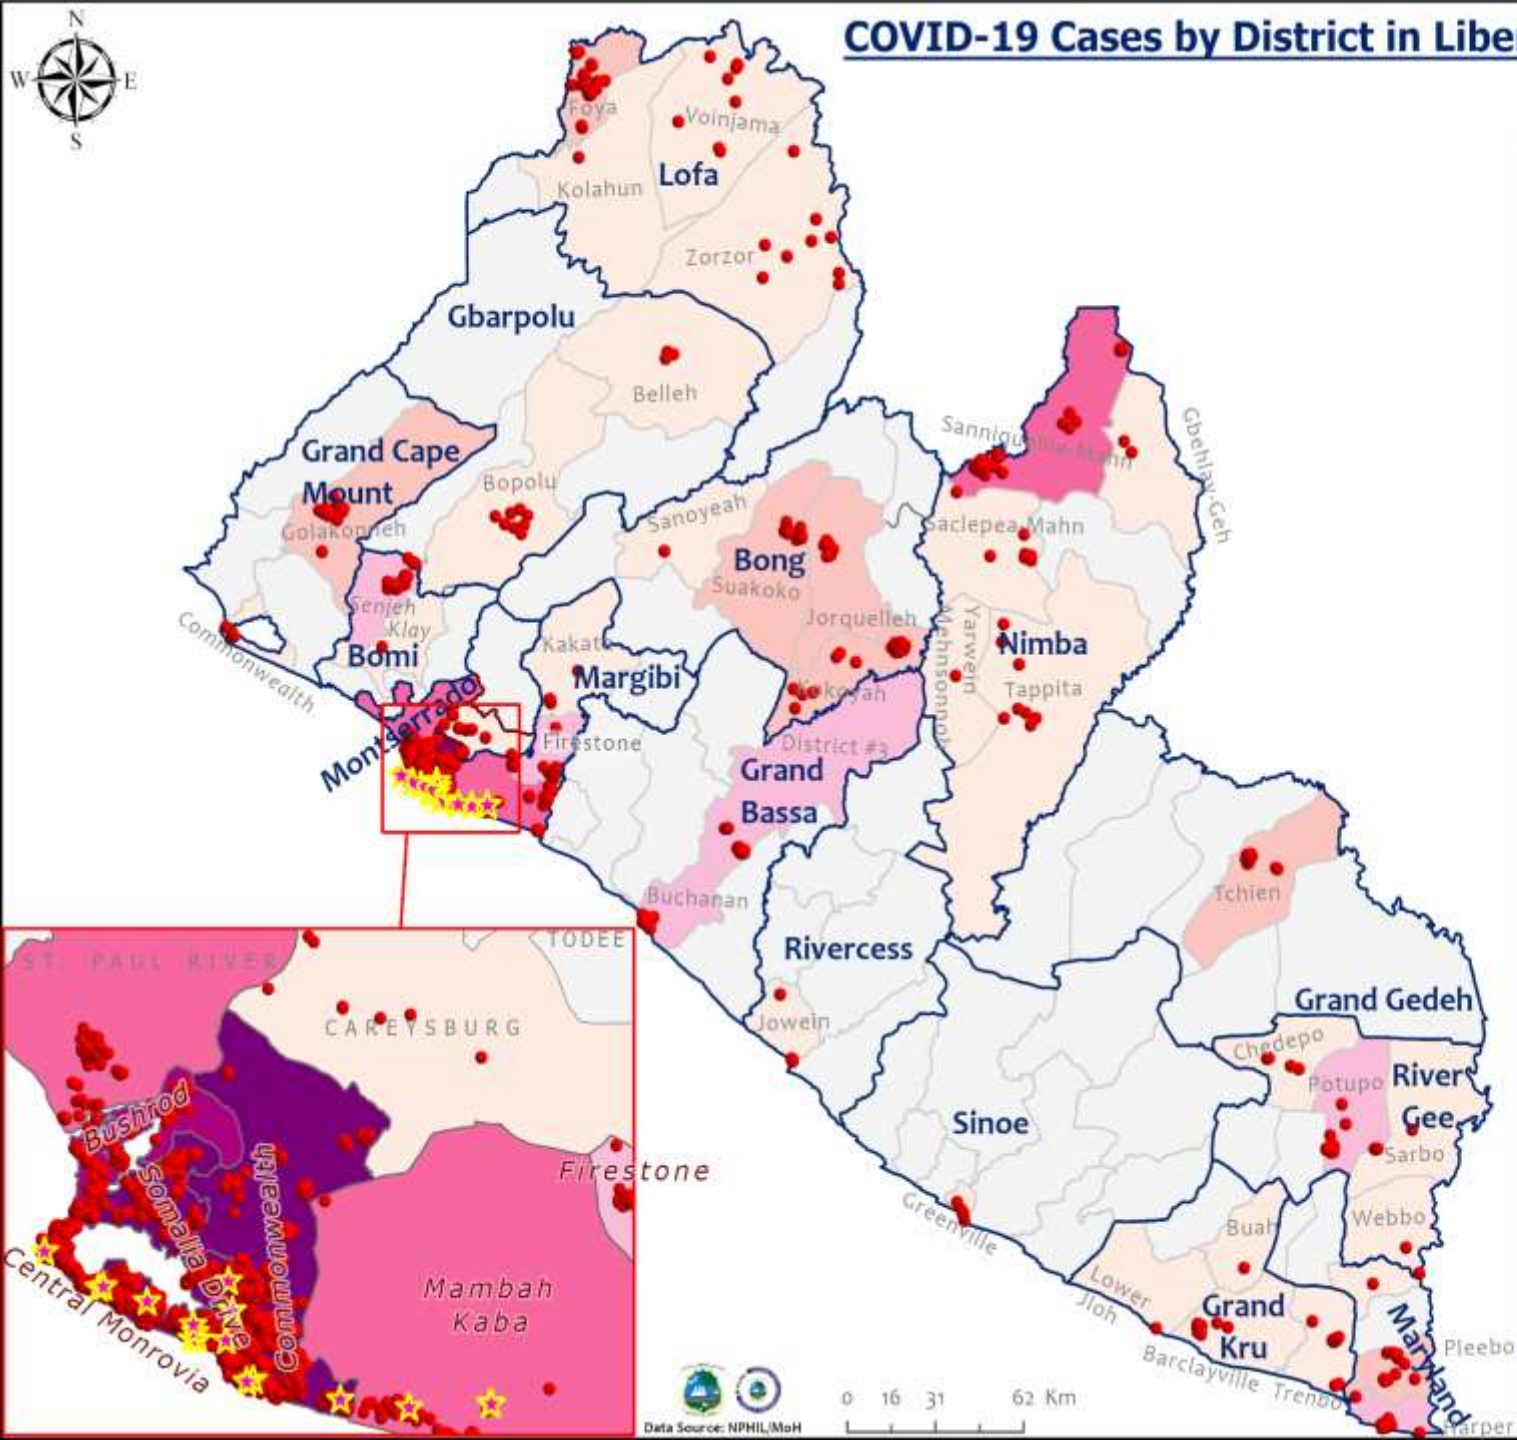 N
W E
S
COVID-19 Cases by District in Libe
Foya
Voinjama
Kolahun
Lofa
Zorzor
Gbarpolu
Belleh
Grand Cape
Mount
Golakonneh
Bopolu
Sanoyeah
Bong
Suakoko
Jorquelleh
Kokoyah
Sanniquellie-Mahn
Gbehlay-Geh
Saclepea Mahn
Yarwein
Mehnsonnoh
Nimba
Tappita
Commonwealth
Senjeh
Klay
Bomi
Kakata
Margibi
Montserrado
Firestone
District #3
Grand
Bassa
Buchanan
Tchien
Rivercess
Jowein
Grand Gedeh
Chedepo
Potupo
River
Gee
Sarbo
Sinoe
Greenville
Webbo
Buah
Lower
Jloh
Grand
Kru
Barclayville
Trenbo
Maryland
Pleebo
Harper
ST. PAUL RIVER
TODEE
CAREYSBURG
Bushrod
Somalia Drive
Commonwealth
Firestone
Central Monrovia
Mambah
Kaba
Data Source: NPHIL/MoH
0 16 31 62 Km